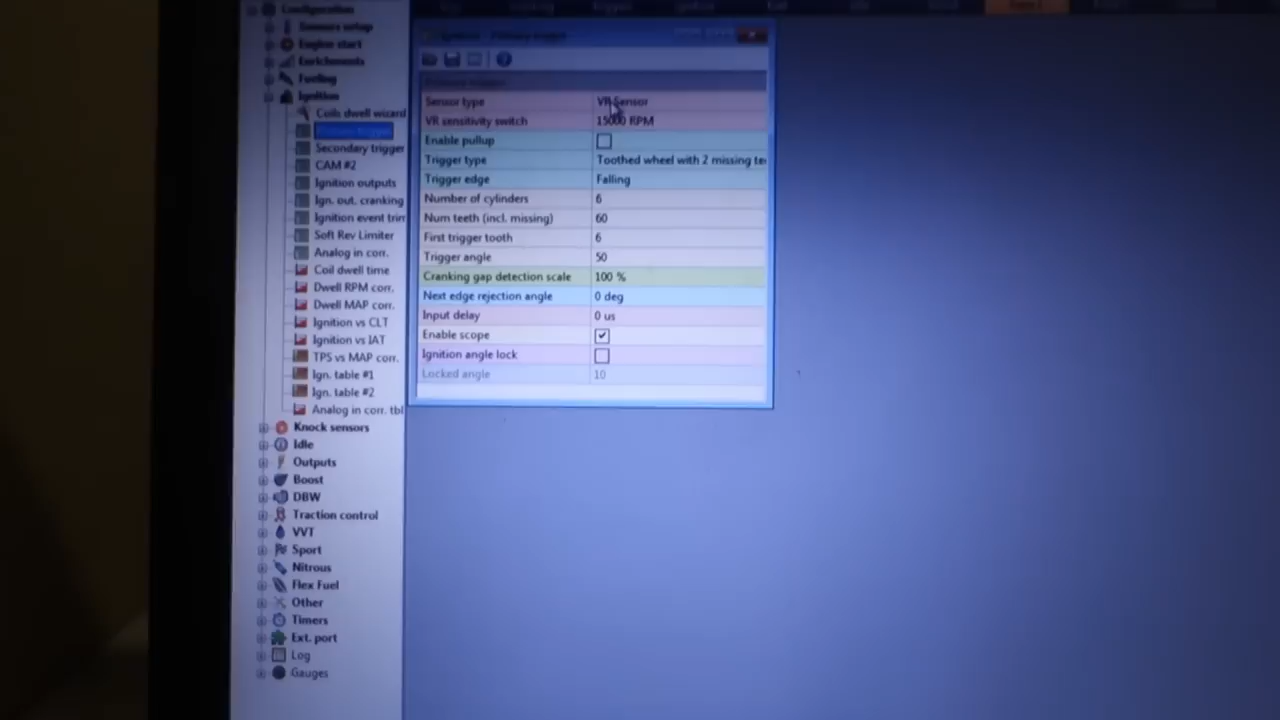 Configuration
Sensors setup
Engine start
Enrichments
Fueling
Ignition
Coils dwell wizard
Primary trigger
Secondary trigger
CAM #2
Ignition outputs
Ign. out. cranking
Ignition event trim
Soft Rev Limiter
Analog in corr.
Coil dwell time
Dwell RPM corr.
Dwell MAP corr.
Ignition vs CLT
Ignition vs IAT
TPS vs MAP corr.
Ign. table #1
Ign. table #2
Analog in corr. tbl
Knock sensors
Idle
Outputs
Boost
DBW
Traction control
VVT
Sport
Nitrous
Flex Fuel
Other
Timers
Ext. port
Log
Gauges
Ignition - Primary trigger
Sensor type VR Sensor
VR sensitivity switch 15000 RPM
Enable pullup
Trigger type Toothed wheel with 2 missing te
Trigger edge Falling
Number of cylinders 6
Num teeth (incl. missing) 60
First trigger tooth 6
Trigger angle 50
Cranking gap detection scale 100 %
Next edge rejection angle 0 deg
Input delay 0 us
Enable scope
Ignition angle lock
Locked angle 10